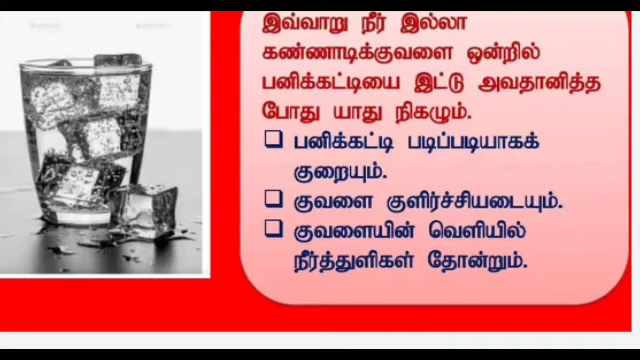 இவ்வாறு நீர் இல்லா
கண்ணாடிக்குவளை ஒன்றில்
பனிக்கட்டியை இட்டு அவதானித்த
போது யாது நிகழும்.
❑ பனிக்கட்டி படிப்படியாகக்
குறையும்.
❑ குவளை குளிர்ச்சியடையும்.
❑ குவளையின் வெளியில்
நீர்த்துளிகள் தோன்றும்.